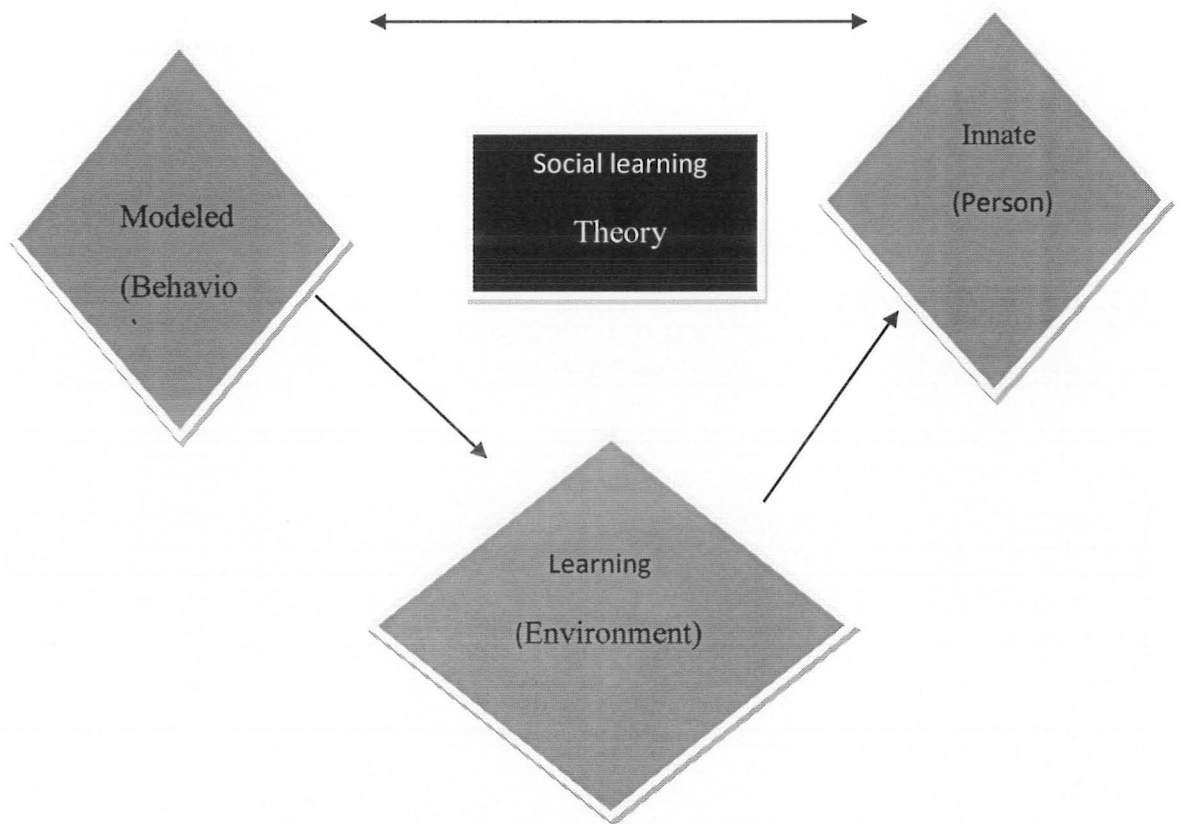 Modeled
(Behavio
Social learning
Theory
Innate
(Person)
Learning
(Environment)